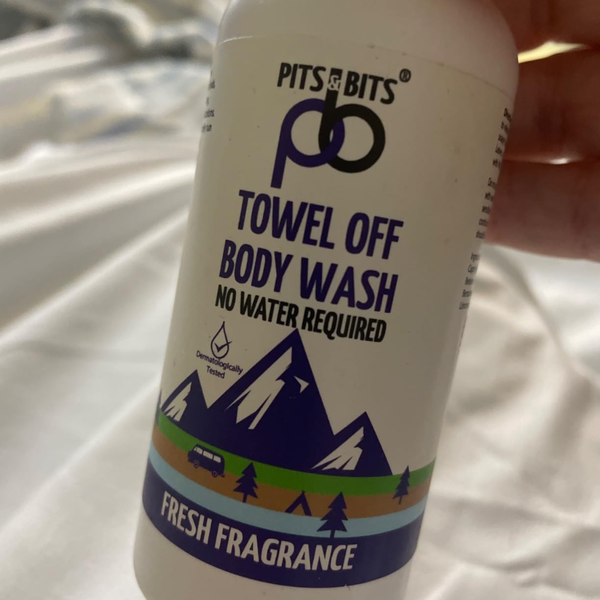 PITS & BITS®
pb
TOWEL OFF
BODY WASH
NO WATER REQUIRED
Dermatologically
Tested
FRESH FRAGRANCE